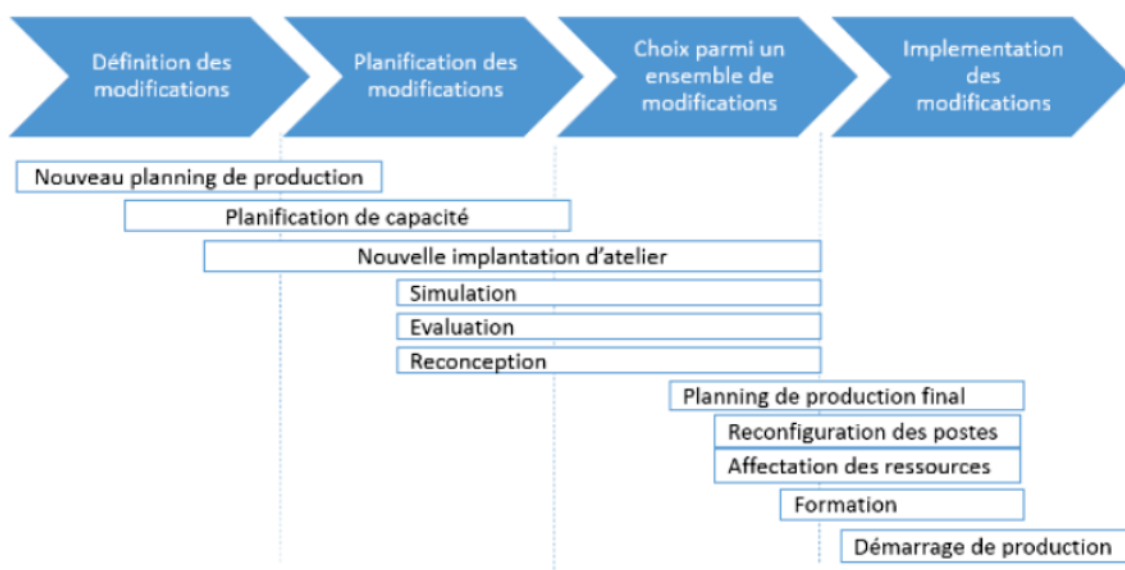 Définition des
modifications
Planification des
modifications
Choix parmi un
ensemble de
modifications
Implementation
des
modifications
Nouveau planning de production
Planification de capacité
Nouvelle implantation d'atelier
Simulation
Evaluation
Reconception
Planning de production final
Reconfiguration des postes
Affectation des ressources
Formation
Démarrage de production